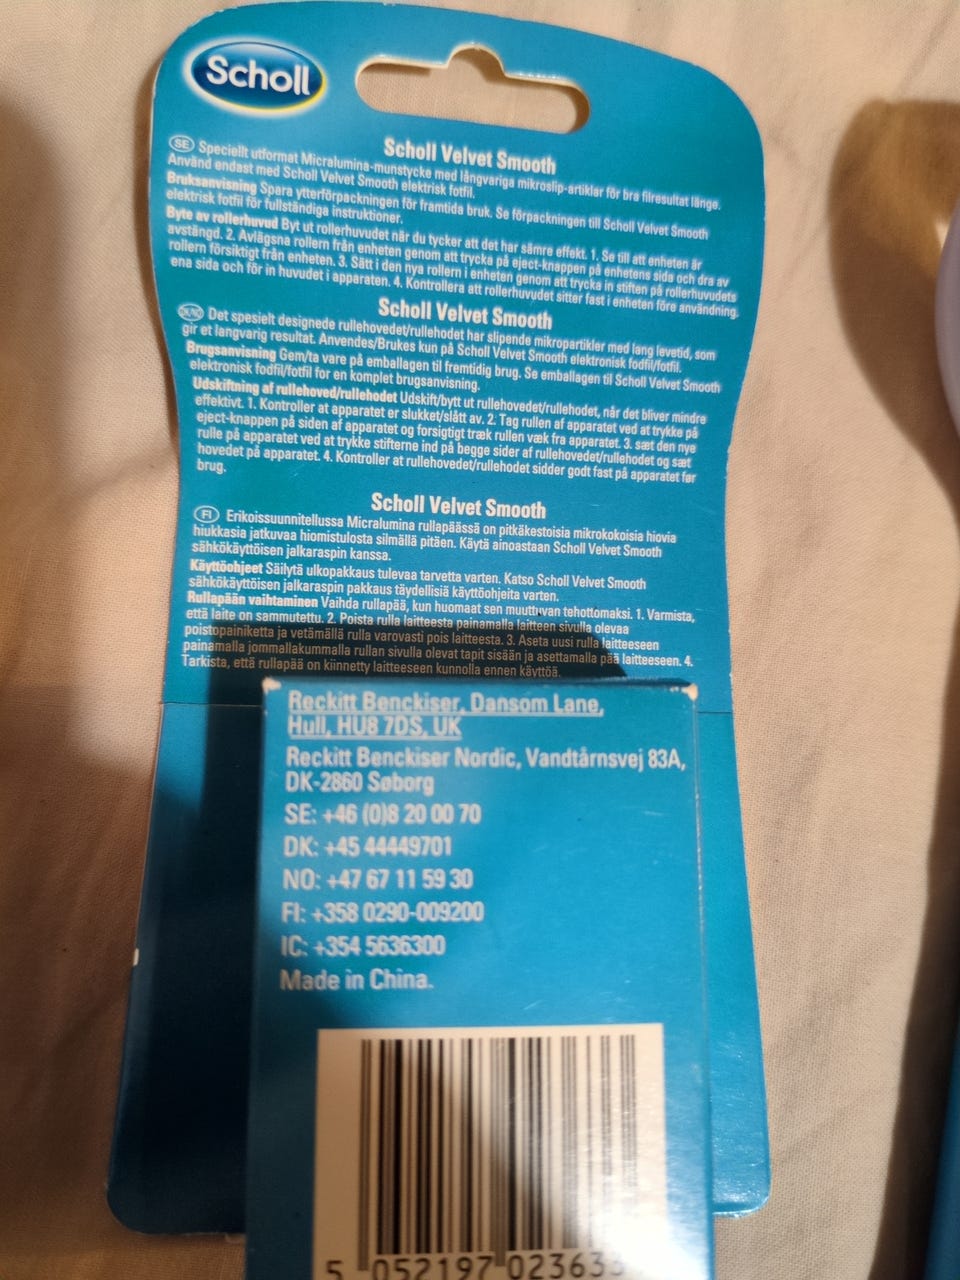 Scholl
Scholl Velvet Smooth
SE Speciellt utformat Micralumina-munstycke med långvariga mikroslip-artiklar för bra filresultat länge.
Använd endast med Scholl Velvet Smooth elektrisk fotfil.
Bruksanvisning Spara ytterförpackningen för framtida bruk. Se förpackningen till Scholl Velvet Smooth
elektrisk fotfil för fullständiga instruktioner.
Byte av rollerhuvud Byt ut rollerhuvudet när du tycker att det har sämre effekt. 1. Se till att enheten är
avstängd. 2. Avlägsna rollern från enheten genom att trycka på eject-knappen på enhetens sida och dra av
rollern försiktigt från enheten. 3. Sätt i den nya rollern i enheten genom att trycka in stiften på rollerhuvudets
ena sida och för in huvudet i apparaten. 4. Kontrollera att rollerhuvudet sitter fast i enheten före användning.
Scholl Velvet Smooth
DK/NO Det spesielt designede rullehovedet/rullehodet har slipende mikropartikler med lang levetid, som
gir et langvarig resultat. Anvendes/Brukes kun på Scholl Velvet Smooth elektronisk fodfil/fotfil.
Brugsanvisning Gem/ta vare på emballagen til fremtidig brug. Se emballagen til Scholl Velvet Smooth
elektronisk fodfil/fotfil for en komplet brugsanvisning.
Udskiftning af rullehoved/rullehodet Udskift/bytt ut rullehovedet/rullehodet, når det bliver mindre
effektivt. 1. Kontroller at apparatet er slukket/slått av. 2. Tag rullen af apparatet ved at trykke på
eject-knappen på siden af apparatet og forsigtigt træk rullen væk fra apparatet. 3. sæt den nye
rulle på apparatet ved at trykke stifterne ind på begge sider af rullehovedet/rullehodet og sæt
hovedet på apparatet. 4. Kontroller at rullehovedet/rullehodet sidder godt fast på apparatet før
brug.
Scholl Velvet Smooth
FI Erikoissuunnitellussa Micralumina rullapäässä on pitkäkestoisia mikrokokoisia hiovia
hiukkasia jatkuvaa hiomistulosta silmällä pitäen. Käytä ainoastaan Scholl Velvet Smooth
sähkökäyttöisen jalkaraspin kanssa.
Käyttöohjeet Säilytä ulkopakkaus tulevaa tarvetta varten. Katso Scholl Velvet Smooth
sähkökäyttöisen jalkaraspin pakkaus täydellisiä käyttöohjeita varten.
Rullapään vaihtaminen Vaihda rullapää, kun huomaat sen muuttuvan tehottomaksi. 1. Varmista,
että laite on sammutettu. 2. Poista rulla laitteesta painamalla laitteen sivulla olevaa
poistopainiketta ja vetämällä rulla varovasti pois laitteesta. 3. Aseta uusi rulla laitteeseen
painamalla jommallakummalla rullan sivulla olevat tapit sisään ja asettamalla pää laitteeseen. 4.
Tarkista, että rullapää on kiinnetty laitteeseen kunnolla ennen käyttöä.
Reckitt Benckiser, Dansom Lane,
Hull, HU8 7DS, UK
Reckitt Benckiser Nordic, Vandtårnsvej 83A,
DK-2860 Søborg
SE: +46 (0)8 20 00 70
DK: +45 44449701
NO: +47 67 11 59 30
FI: +358 0290-009200
IC: +354 5636300
Made in China.
5 052197 02363